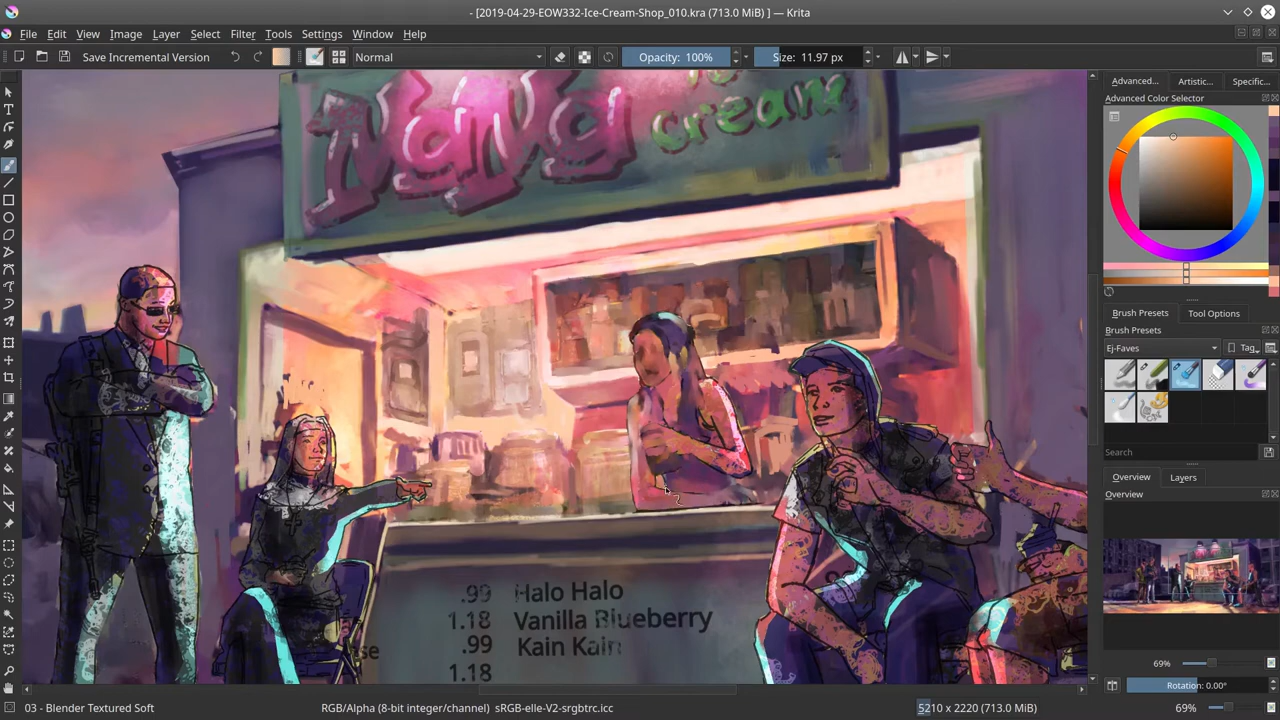 - [2019-04-29-EOW332-Ice-Cream-Shop_010.kra (713.0 MiB) ] — Krita
File Edit View Image Layer Select Filter Tools Settings Window Help
Save Incremental Version Normal Opacity: 100% Size: 11.97 px
Advanced... Artistic... Specific...
Advanced Color Selector
Nana
cream
Brush Presets Tool Options
Brush Presets
Ej-Faves Tag
Search
Overview Layers
Overview
.99 Halo Halo
1.18 Vanilla Blueberry
.99 Kain Kain
se
1.18
69%
Rotation: 0.00°
03 - Blender Textured Soft RGB/Alpha (8-bit integer/channel) sRGB-elle-V2-srgbtrc.icc 5210 x 2220 (713.0 MiB) 69%